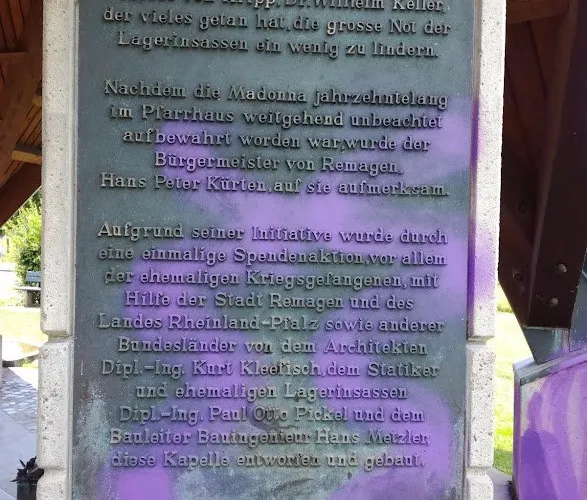 Krupp, Dr. Wilhelm Keller,
der vieles getan hat, die grosse Not der
Lagerinsassen ein wenig zu lindern.
Nachdem die Madonna jahrzehntelang
im Pfarrhaus weitgehend unbeachtet
aufbewahrt worden war, wurde der
Bürgermeister von Remagen,
Hans Peter Kürten, auf sie aufmerksam.
Aufgrund seiner Initiative wurde durch
eine einmalige Spendenaktion, vor allem
der ehemaligen Kriegsgefangenen, mit
Hilfe der Stadt Remagen und des
Landes Rheinland-Pfalz sowie anderer
Bundesländer von dem Architekten
Dipl.-Ing. Kurt Kleefisch, dem Statiker
und ehemaligen Lagerinsassen
Dipl.-Ing. Paul Otto Pickel und dem
Bauleiter Bauingenieur Hans Metzler
diese Kapelle entworfen und gebaut.